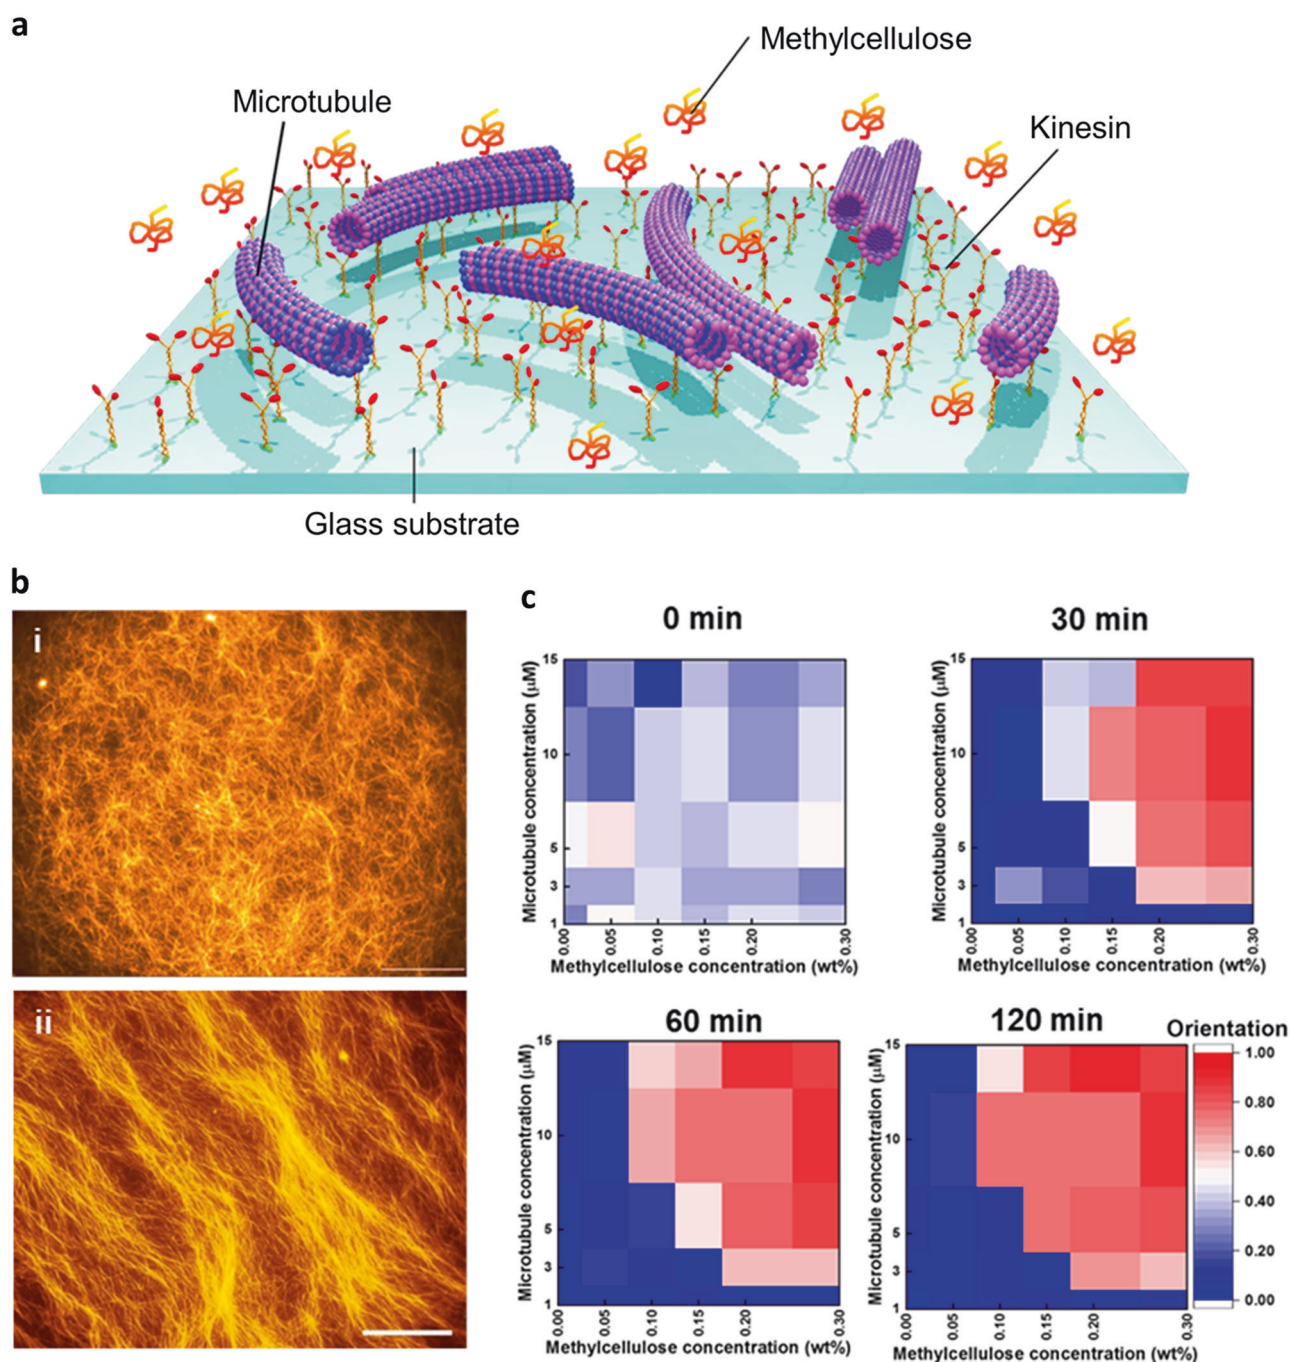 a
Methylcellulose
Microtubule
Kinesin
Glass substrate
b
c
i
ii
0 min
Microtubule concentration (μM)
15
10
5
3
1
0.00
0.05
0.10
0.15
0.20
0.30
Methylcellulose concentration (wt%)
30 min
Microtubule concentration (μM)
15
10
5
3
1
0.00
0.05
0.10
0.15
0.20
0.30
Methylcellulose concentration (wt%)
60 min
Microtubule concentration (μM)
15
10
5
3
1
0.00
0.05
0.10
0.15
0.20
0.30
Methylcellulose concentration (wt%)
120 min
Microtubule concentration (μM)
15
10
5
3
1
0.00
0.05
0.10
0.15
0.20
0.30
Methylcellulose concentration (wt%)
Orientation
1.00
0.80
0.60
0.40
0.20
0.00